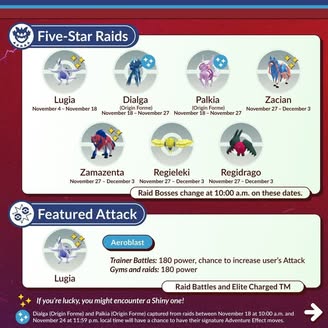 Five-Star Raids
Lugia
November 4 – November 18
Dialga
(Origin Forme)
November 18 – November 27
Palkia
(Origin Forme)
November 18 – November 27
Zacian
November 27 – December 3
Zamazenta
November 27 – December 3
Regieleki
November 27 – December 3
Regidrago
November 27 – December 3
Raid Bosses change at 10:00 a.m. on these dates.
Featured Attack
Lugia
Aeroblast
Trainer Battles: 180 power, chance to increase user's Attack
Gyms and raids: 180 power
Raid Battles and Elite Charged TM
If you're lucky, you might encounter a Shiny one!
Dialga (Origin Forme) and Palkia (Origin Forme) captured from raids between November 18 at 10:00 a.m. and
November 24 at 11:59 p.m. local time will have a chance to have their signature Adventure Effect moves.